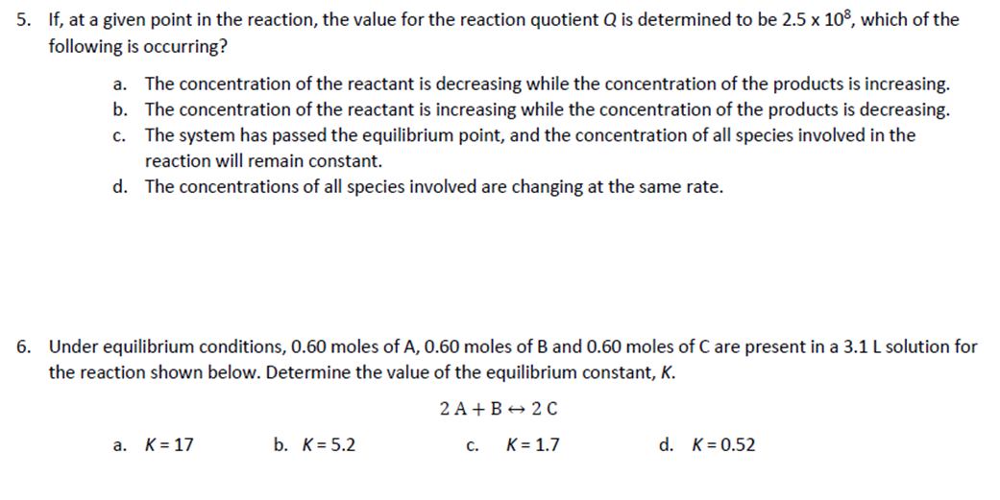 5. If, at a given point in the reaction, the value for the reaction quotient Q is determined to be 2.5 x 10⁸, which of the
following is occurring?
a. The concentration of the reactant is decreasing while the concentration of the products is increasing.
b. The concentration of the reactant is increasing while the concentration of the products is decreasing.
c. The system has passed the equilibrium point, and the concentration of all species involved in the
reaction will remain constant.
d. The concentrations of all species involved are changing at the same rate.
6. Under equilibrium conditions, 0.60 moles of A, 0.60 moles of B and 0.60 moles of C are present in a 3.1 L solution for
the reaction shown below. Determine the value of the equilibrium constant, K.
2 A + B ↔ 2 C
a. K = 17 b. K = 5.2 c. K = 1.7 d. K = 0.52